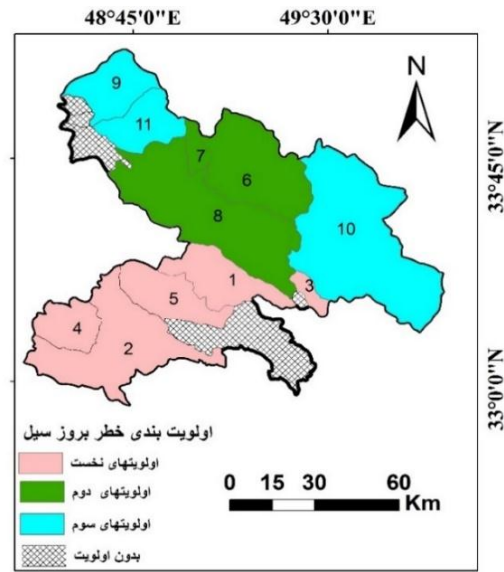 48°45'0"E 49°30'0"E
N
33°45'0"N
33°0'0"N
9
11
7
6
8
10
1
3
5
4
2
اولویت بندی خطر بروز سیل
اولویتهای نخست
اولویتهای دوم
اولویتهای سوم
بدون اولویت
0 15 30 60
Km